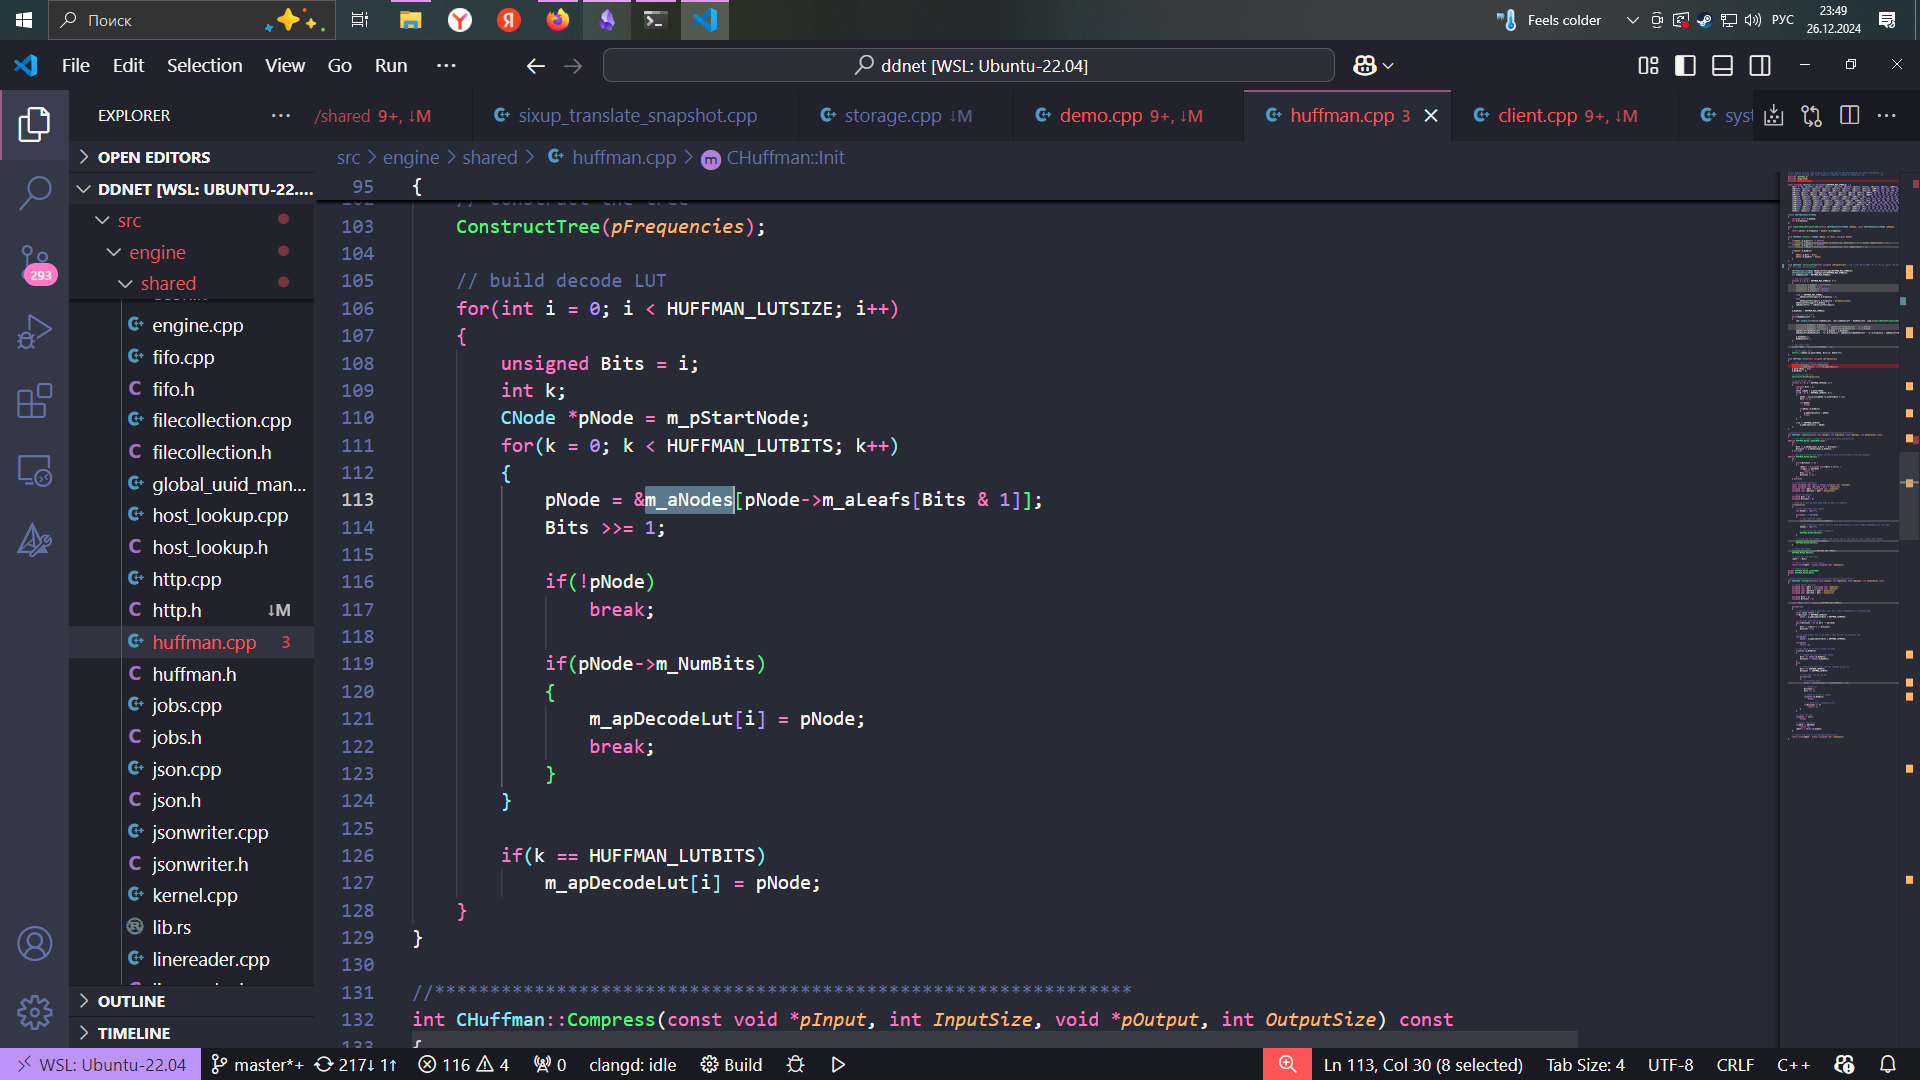 Поиск
Feels colder
РУС
23:49
26.12.2024
File Edit Selection View Go Run ···
ddnet [WSL: Ubuntu-22.04]
EXPLORER ···
/shared 9+, ↓M
sixup_translate_snapshot.cpp
storage.cpp ↓M
demo.cpp 9+, ↓M
huffman.cpp 3
client.cpp 9+, ↓M
syst
src > engine > shared > huffman.cpp > CHuffman::Init
OPEN EDITORS
DDNET [WSL: UBUNTU-22....
src
engine
shared
engine.cpp
fifo.cpp
fifo.h
filecollection.cpp
filecollection.h
global_uuid_man...
host_lookup.cpp
host_lookup.h
http.cpp
http.h ↓M
huffman.cpp 3
huffman.h
jobs.cpp
jobs.h
json.cpp
json.h
jsonwriter.cpp
jsonwriter.h
kernel.cpp
lib.rs
linereader.cpp
OUTLINE
TIMELINE
293
95 {
102 // construct the tree
103 ConstructTree(pFrequencies);
104
105 // build decode LUT
106 for(int i = 0; i < HUFFMAN_LUTSIZE; i++)
107 {
108 unsigned Bits = i;
109 int k;
110 CNode *pNode = m_pStartNode;
111 for(k = 0; k < HUFFMAN_LUTBITS; k++)
112 {
113 pNode = &m_aNodes[pNode->m_aLeafs[Bits & 1]];
114 Bits >>= 1;
115
116 if(!pNode)
117 break;
118
119 if(pNode->m_NumBits)
120 {
121 m_apDecodeLut[i] = pNode;
122 break;
123 }
124 }
125
126 if(k == HUFFMAN_LUTBITS)
127 m_apDecodeLut[i] = pNode;
128 }
129 }
130
131 //***************************************************************
132 int CHuffman::Compress(const void *pInput, int InputSize, void *pOutput, int OutputSize) const
133 {
WSL: Ubuntu-22.04 master*+ 217↓ 1↑ 116 4 0 clangd: idle Build Ln 113, Col 30 (8 selected) Tab Size: 4 UTF-8 CRLF C++